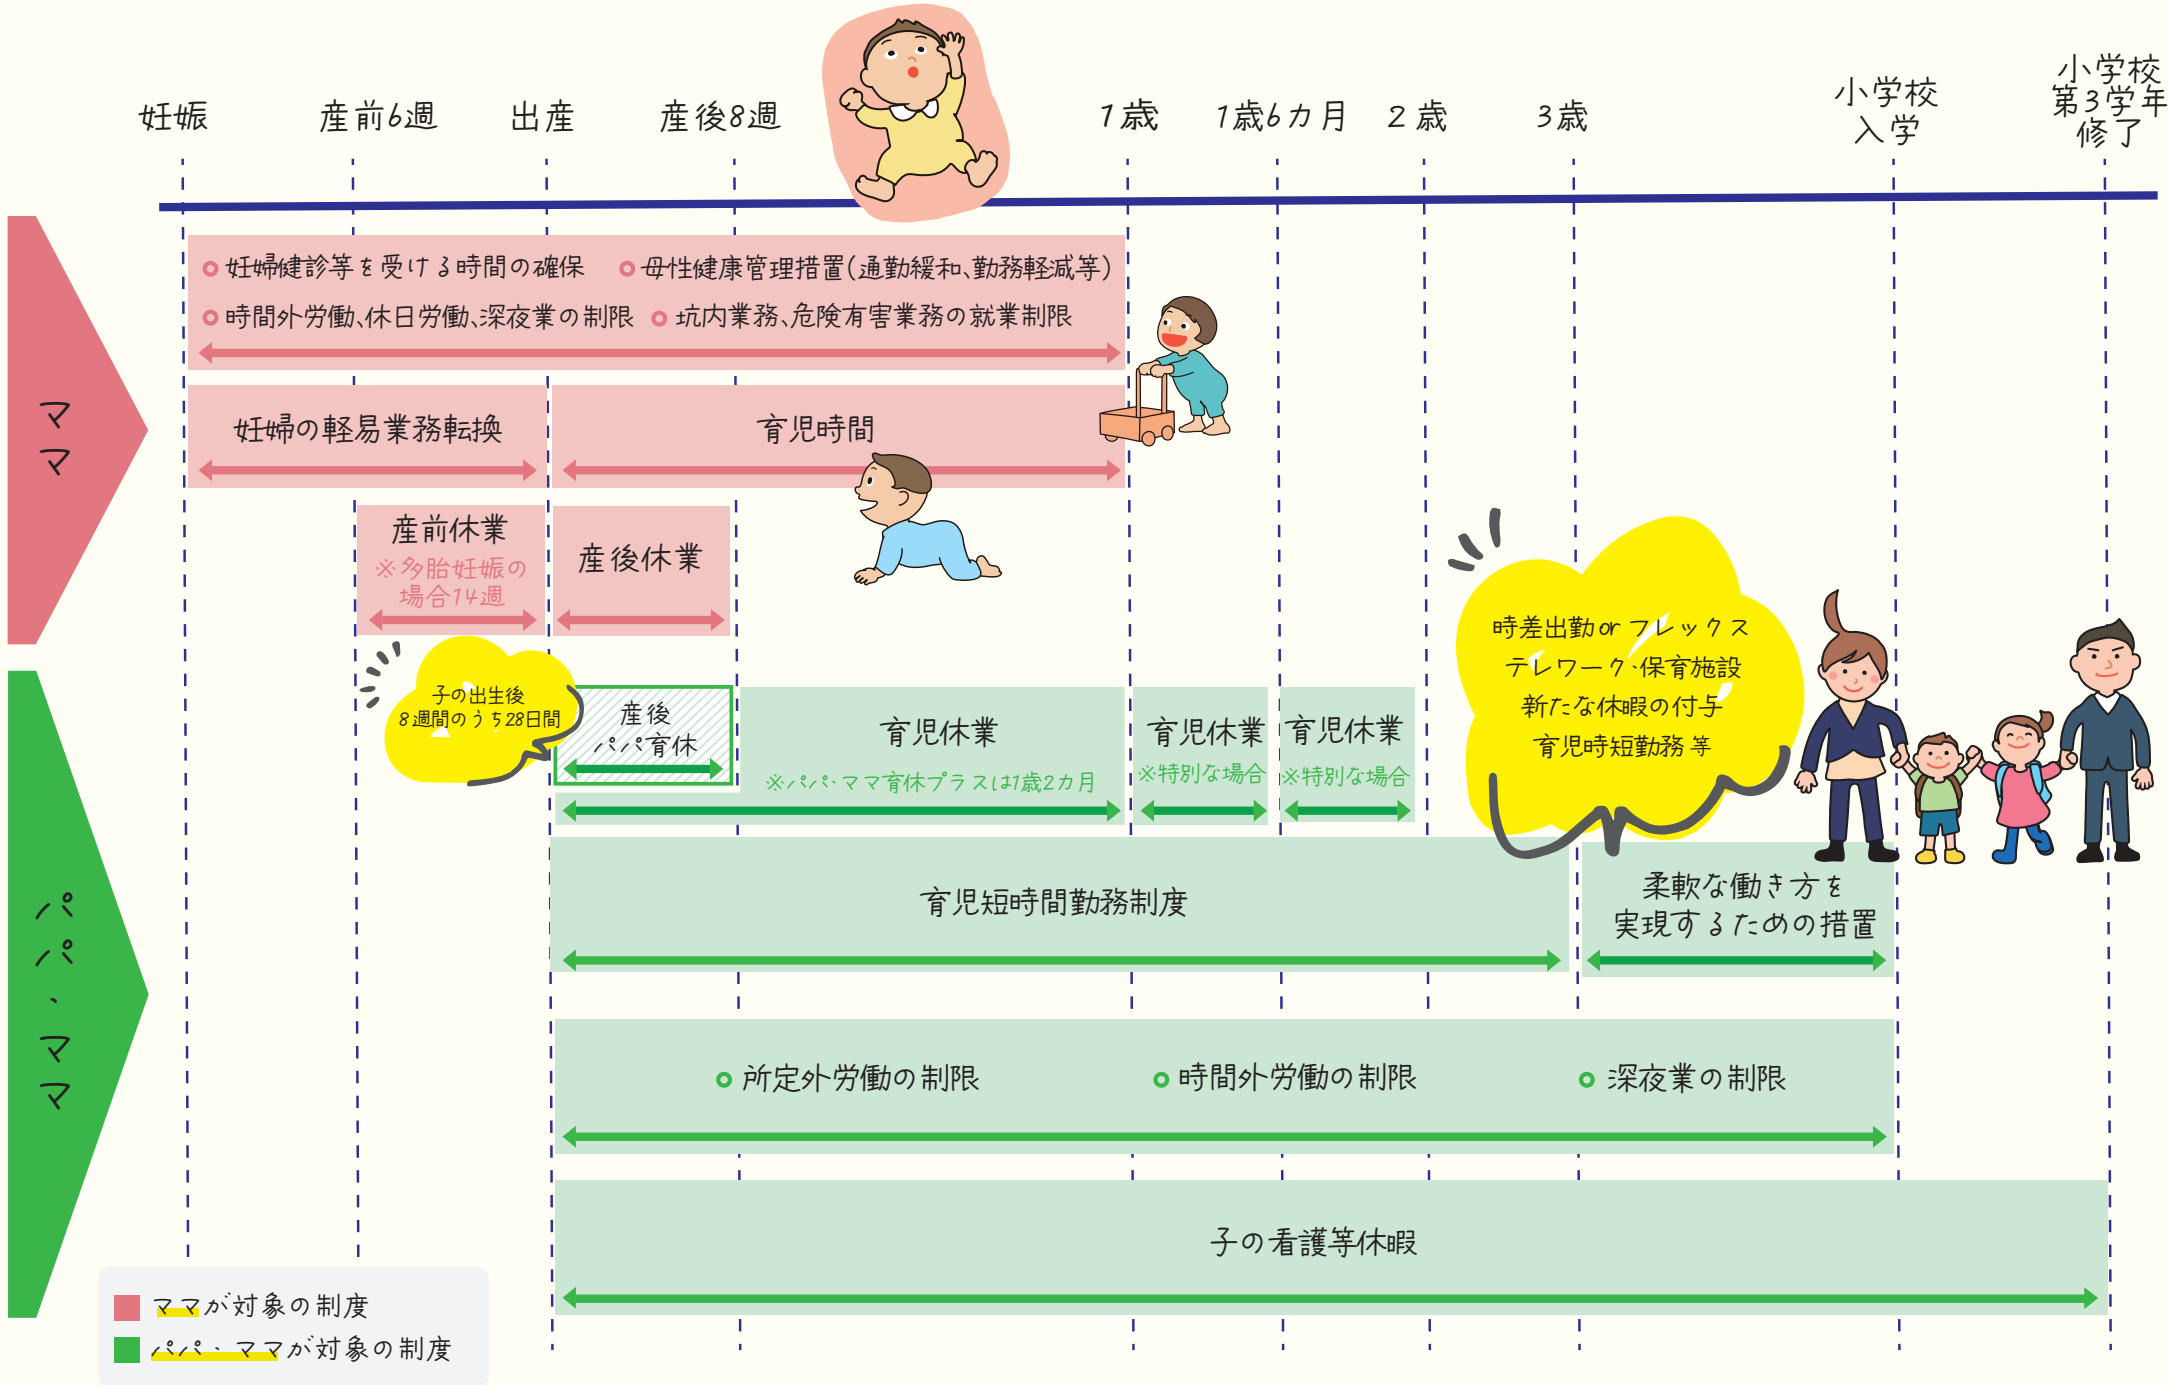 妊娠
産前6週
出産
産後8週
1歳
1歳6カ月
2歳
3歳
小学校
入学
小学校
第3学年
修了
ママ
妊婦健診等を受ける時間の確保
母性健康管理措置(通勤緩和、勤務軽減等)
時間外労働、休日労働、深夜業の制限
坑内業務、危険有害業務の就業制限
妊婦の軽易業務転換
育児時間
産前休業
※多胎妊娠の
場合14週
産後休業
パパ・ママ
子の出生後
8週間のうち28日間
産後
パパ育休
育児休業
※パパ・ママ育休プラスは1歳2カ月
育児休業
※特別な場合
育児休業
※特別な場合
時差出勤orフレックス
テレワーク・保育施設
新たな休暇の付与
育児時短勤務 等
育児短時間勤務制度
柔軟な働き方を
実現するための措置
所定外労働の制限
時間外労働の制限
深夜業の制限
子の看護等休暇
ママが対象の制度
パパ・ママが対象の制度